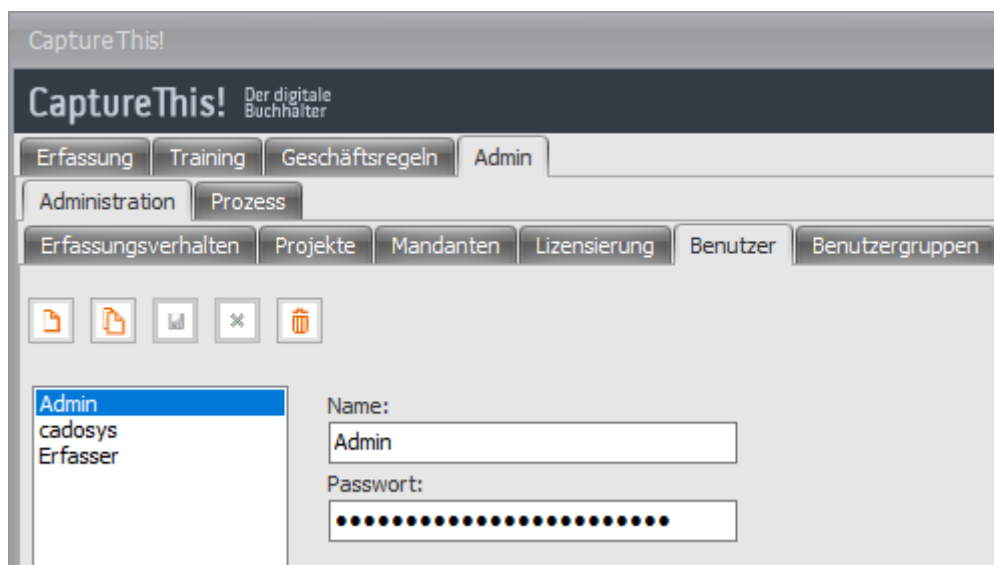 CaptureThis!
CaptureThis! Der digitale
Buchhalter
Erfassung Training Geschäftsregeln Admin
Administration Prozess
Erfassungsverhalten Projekte Mandanten Lizensierung Benutzer Benutzergruppen
Admin
cadosys
Erfasser
Name:
Admin
Passwort:
•••••••••••••••••••••••••